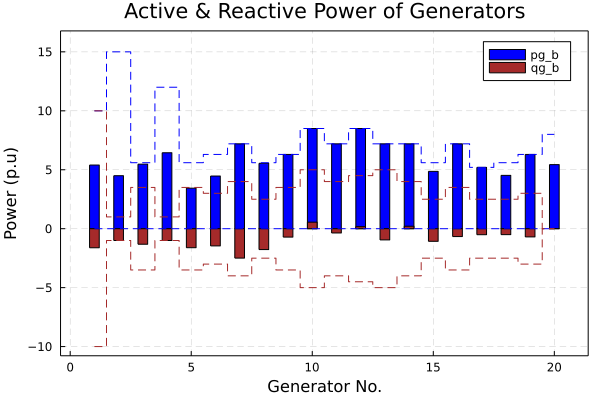 Active & Reactive Power of Generators
pg_b
qg_b
Power (p.u)
15
10
5
0
−5
−10
0
5
10
15
20
Generator No.